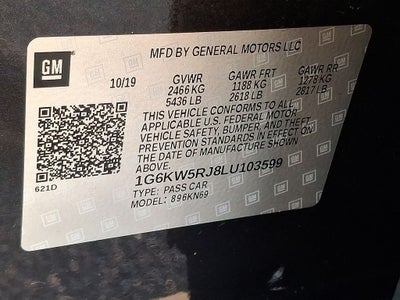 GM
MFD BY GENERAL MOTORS LLC
10/19 GVWR GAWR FRT GAWR RR
2466 KG 1188 KG 1278 KG
5436 LB 2618 LB 2817 LB
THIS VEHICLE CONFORMS TO ALL
APPLICABLE U.S. FEDERAL MOTOR
VEHICLE SAFETY, BUMPER, AND THEFT
PREVENTION STANDARDS IN EFFECT ON
THE DATE OF MANUFACTURE SHOWN
ABOVE.
621D
1G6KW5RJ8LU103599
TYPE: PASS CAR
MODEL: 896KN69